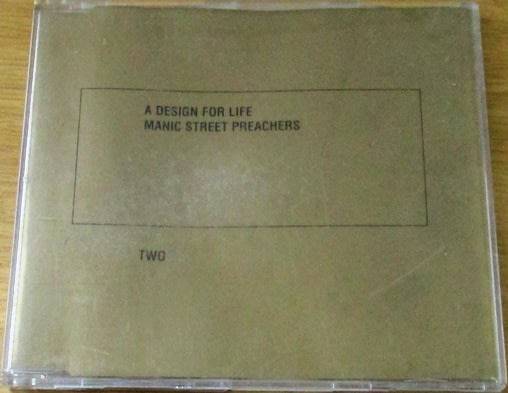 A DESIGN FOR LIFE
MANIC STREET PREACHERS
TWO